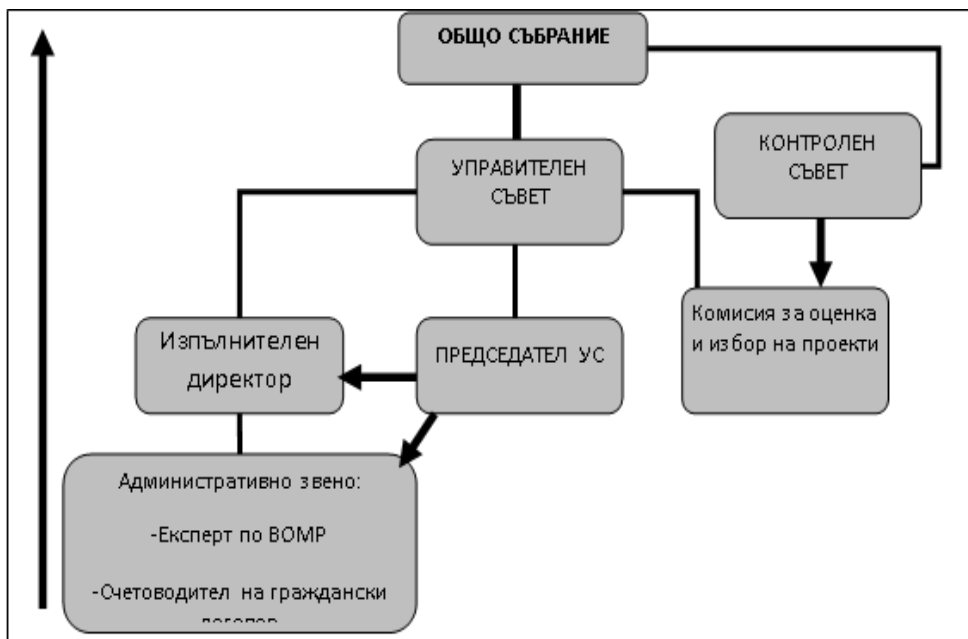 ОБЩО СЪБРАНИЕ
УПРАВИТЕЛЕН
СЪВЕТ
КОНТРОЛЕН
СЪВЕТ
Изпълнителен
директор
ПРЕДСЕДАТЕЛ УС
Комисия за оценка
и избор на проекти
Административно звено:
-Експерт по ВОМР
-Счетоводител на граждански